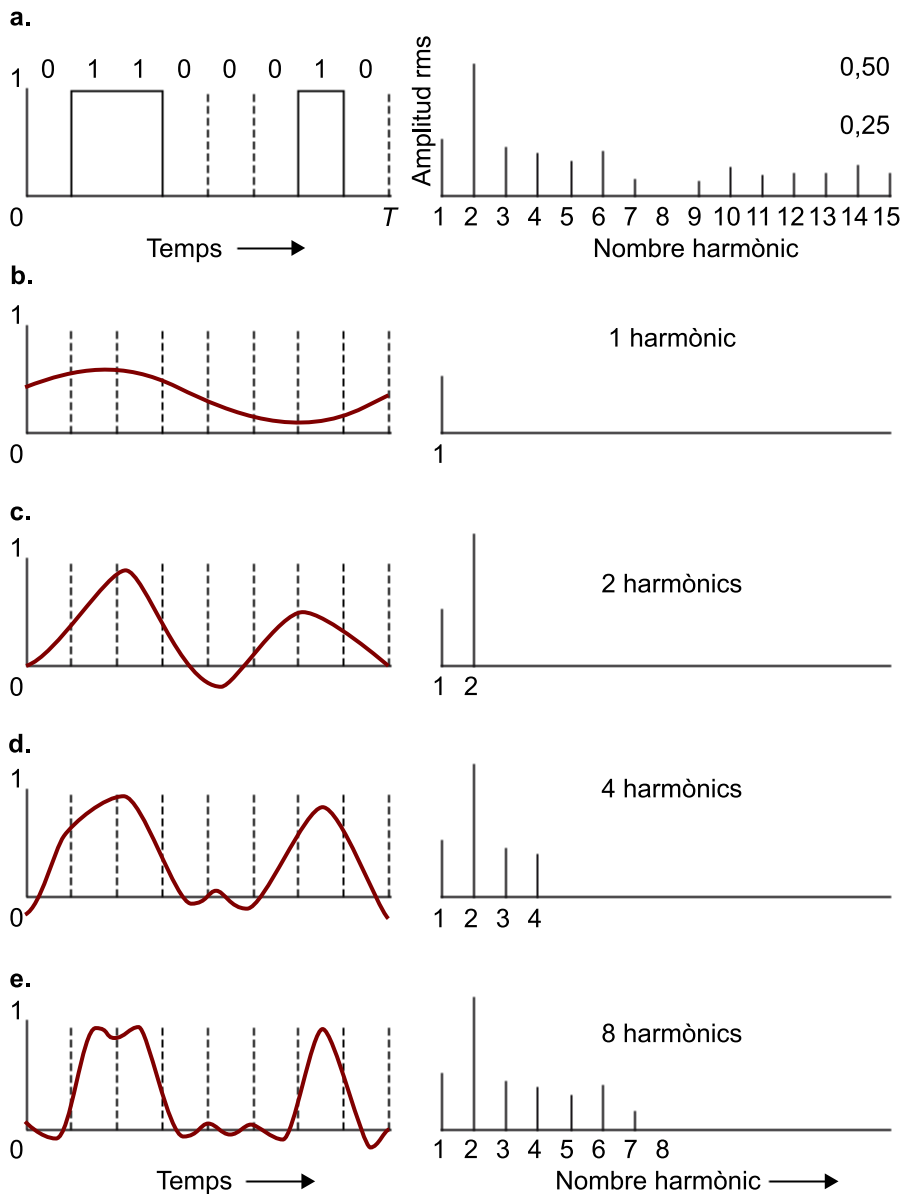 a.
1
0 1 1 0 0 0 1 0
0
T
Temps
Amplitud rms
0,50
0,25
1 2 3 4 5 6 7 8 9 10 11 12 13 14 15
Nombre harmònic
b.
1
0
1 harmònic
1
c.
1
0
2 harmònics
1 2
d.
1
0
4 harmònics
1 2 3 4
e.
1
0
Temps
8 harmònics
1 2 3 4 5 6 7 8
Nombre harmònic